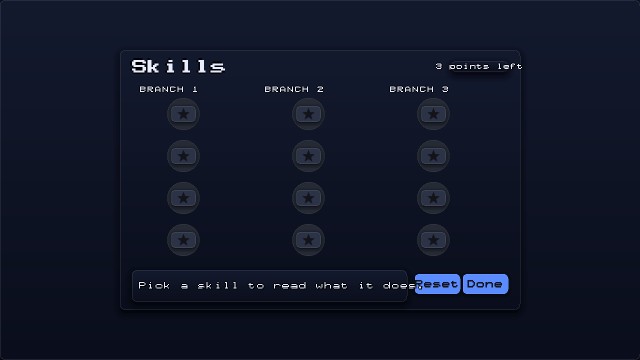 Skills
3 points left
BRANCH 1
BRANCH 2
BRANCH 3
Pick a skill to read what it does.
Reset
Done